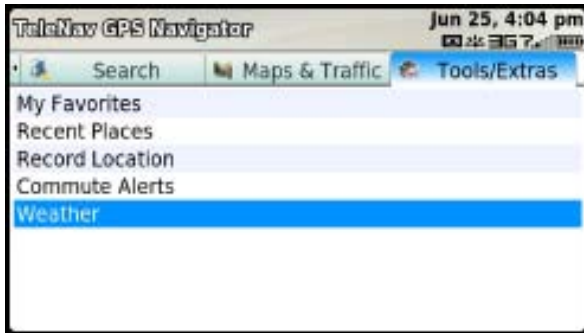 TeleNav GPS Navigator
Jun 25, 4:04 pm
3G
Search
Maps & Traffic
Tools/Extras
My Favorites
Recent Places
Record Location
Commute Alerts
Weather